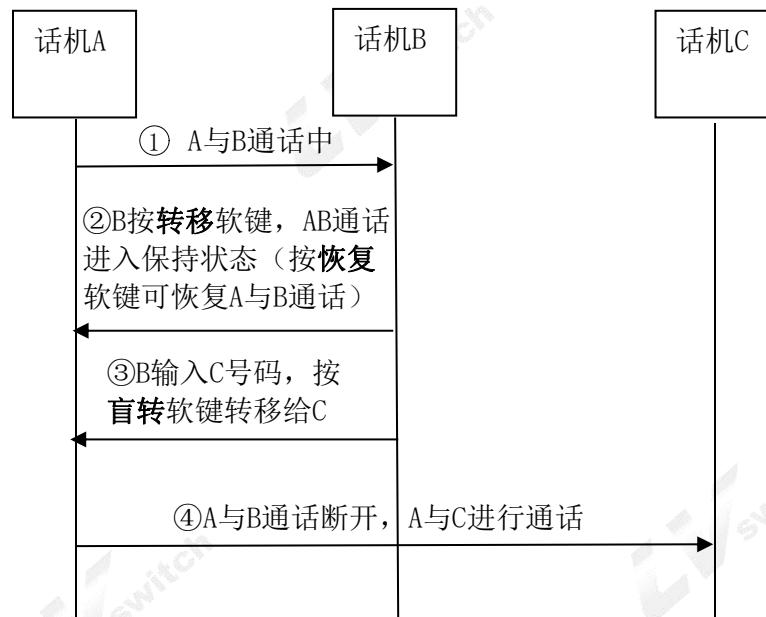 话机A
话机B
话机C
① A与B通话中
②B按转移软键，AB通话
进入保持状态（按恢复
软键可恢复A与B通话）
③B输入C号码，按
盲转软键转移给C
④A与B通话断开，A与C进行通话
switch
switch